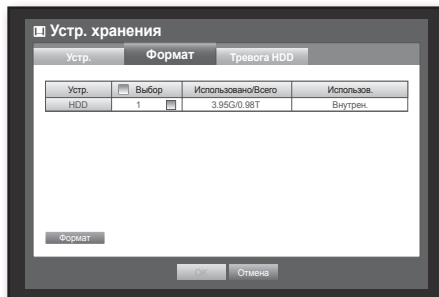 Устр. хранения
Устр. Формат Тревога HDD
Устр. Выбор Использовано/Всего Использов.
HDD 1 3.95G/0.98T Внутрен.
Формат
OK Отмена